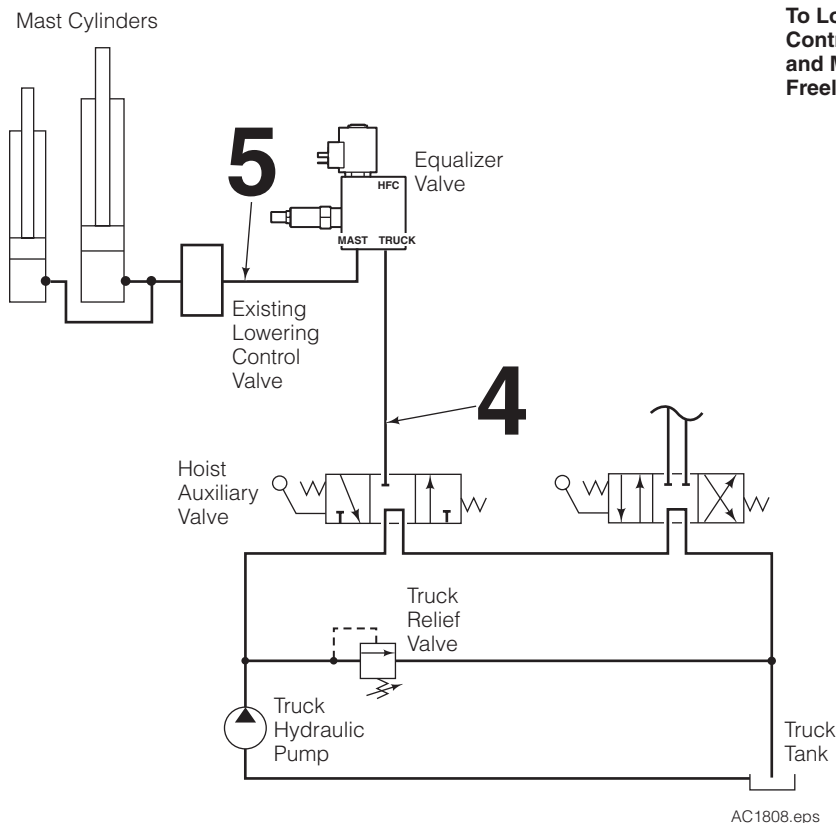 Mast Cylinders
To Lo
Contr
and M
Freel
5
Equalizer
Valve
HFC
MAST TRUCK
Existing
Lowering
Control
Valve
4
Hoist
Auxiliary
Valve
Truck
Relief
Valve
Truck
Hydraulic
Pump
Truck
Tank
AC1808.eps